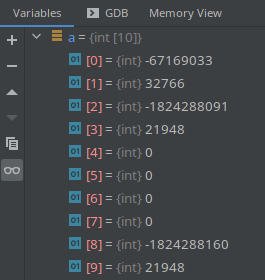 Variables GDB Memory View
a = {int [10]}
01 [0] = {int} -67169033
01 [1] = {int} 32766
01 [2] = {int} -1824288091
01 [3] = {int} 21948
01 [4] = {int} 0
01 [5] = {int} 0
01 [6] = {int} 0
01 [7] = {int} 0
01 [8] = {int} -1824288160
01 [9] = {int} 21948